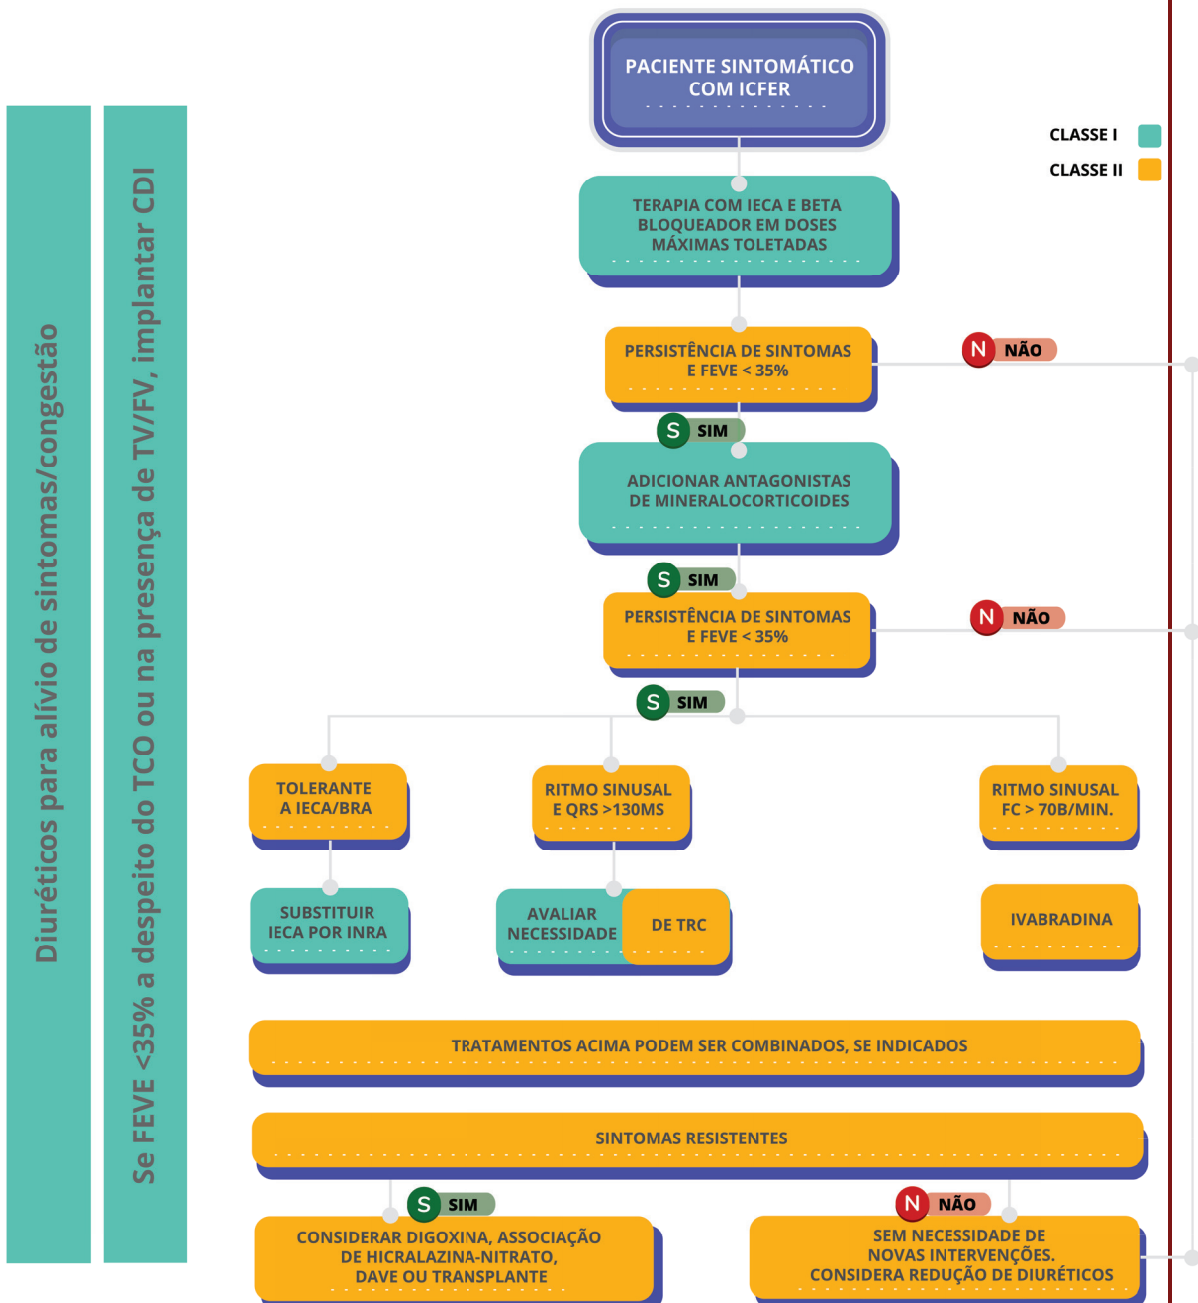 PACIENTE SINTOMÁTICO
COM ICFER
CLASSE I
CLASSE II
Diuréticos para alívio de sintomas/congestão
Se FEVE <35% a despeito do TCO ou na presença de TV/FV, implantar CDI
TERAPIA COM IECA E BETA
BLOQUEADOR EM DOSES
MÁXIMAS TOLETADAS
PERSISTÊNCIA DE SINTOMAS
E FEVE < 35%
N NÃO
S SIM
ADICIONAR ANTAGONISTAS
DE MINERALOCORTICOIDES
S SIM
PERSISTÊNCIA DE SINTOMAS
E FEVE < 35%
N NÃO
S SIM
TOLERANTE
A IECA/BRA
RITMO SINUSAL
E QRS >130MS
RITMO SINUSAL
FC > 70B/MIN.
SUBSTITUIR
IECA POR INRA
AVALIAR
NECESSIDADE
DE TRC
IVABRADINA
TRATAMENTOS ACIMA PODEM SER COMBINADOS, SE INDICADOS
SINTOMAS RESISTENTES
S SIM
N NÃO
CONSIDERAR DIGOXINA, ASSOCIAÇÃO
DE HICRALAZINA-NITRATO,
DAVE OU TRANSPLANTE
SEM NECESSIDADE DE
NOVAS INTERVENÇÕES.
CONSIDERA REDUÇÃO DE DIURÉTICOS